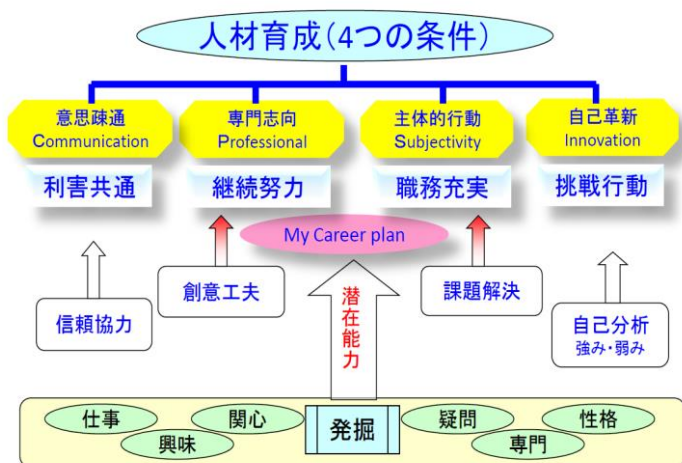 人材育成(4つの条件)
意思疎通
Communication
専門志向
Professional
主体的行動
Subjectivity
自己革新
Innovation
利害共通
継続努力
職務充実
挑戦行動
My Career plan
信頼協力
創意工夫
潜在能力
課題解決
自己分析
強み・弱み
仕事
興味
関心
発掘
疑問
専門
性格